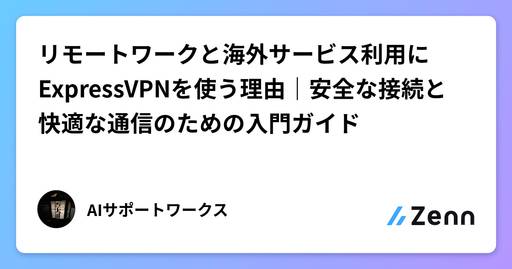 リモートワークと海外サービス利用に
ExpressVPNを使う理由｜安全な接続と
快適な通信のための入門ガイド
AIサポートワークス
Zenn